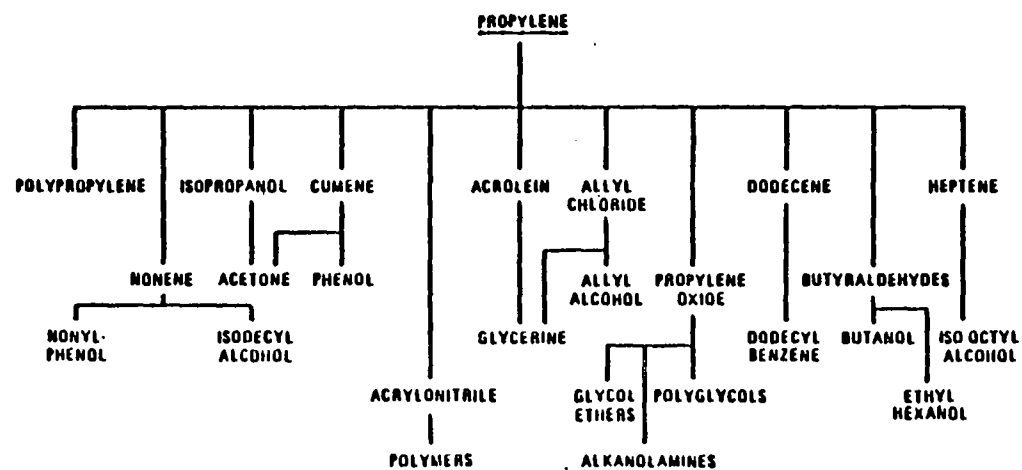 PROPYLENE
POLYPROPYLENE
ISOPROPANOL
CUMENE
ACROLEIN
ALLYL
CHLORIDE
DODECENE
HEPTENE
NONENE
ACETONE
PHENOL
ALLYL
ALCOHOL
PROPYLENE
OXIDE
BUTYRALDEHYDES
NONYL-
PHENOL
ISODECYL
ALCOHOL
GLYCERINE
DODECYL
BENZENE
BUTANOL
ISO OCTYL
ALCOHOL
ACRYLONITRILE
GLYCOL
ETHERS
POLYGLYCOLS
ETHYL
HEXANOL
POLYMERS
ALKANOLAMINES